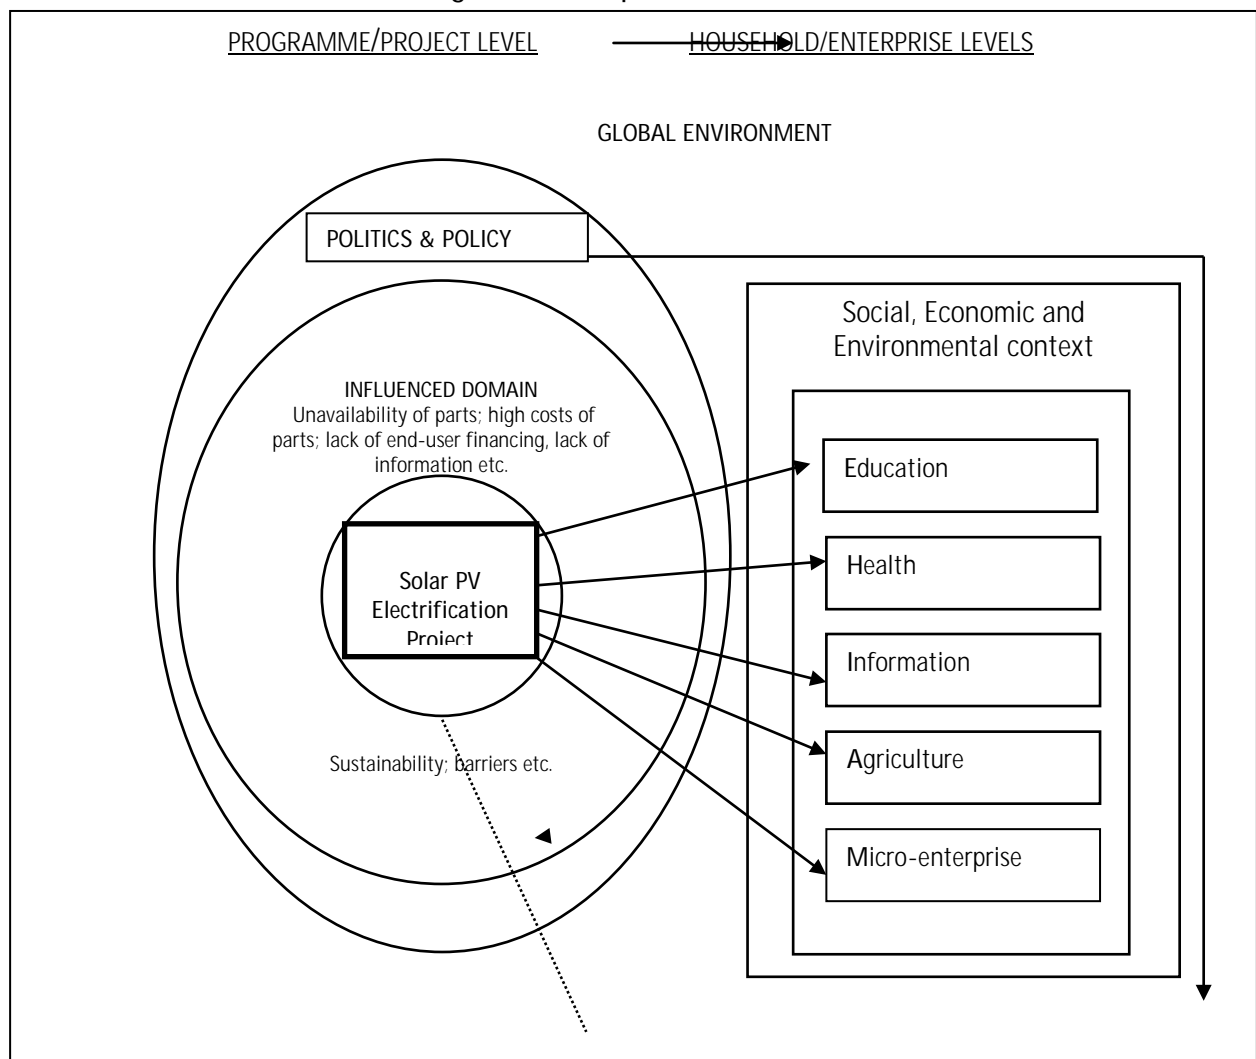 PROGRAMME/PROJECT LEVEL
HOUSEHOLD/ENTERPRISE LEVELS
GLOBAL ENVIRONMENT
POLITICS & POLICY
INFLUENCED DOMAIN
Unavailability of parts; high costs of
parts; lack of end-user financing, lack of
information etc.
Solar PV
Electrification
Project
Sustainability; barriers etc.
Social, Economic and
Environmental context
Education
Health
Information
Agriculture
Micro-enterprise